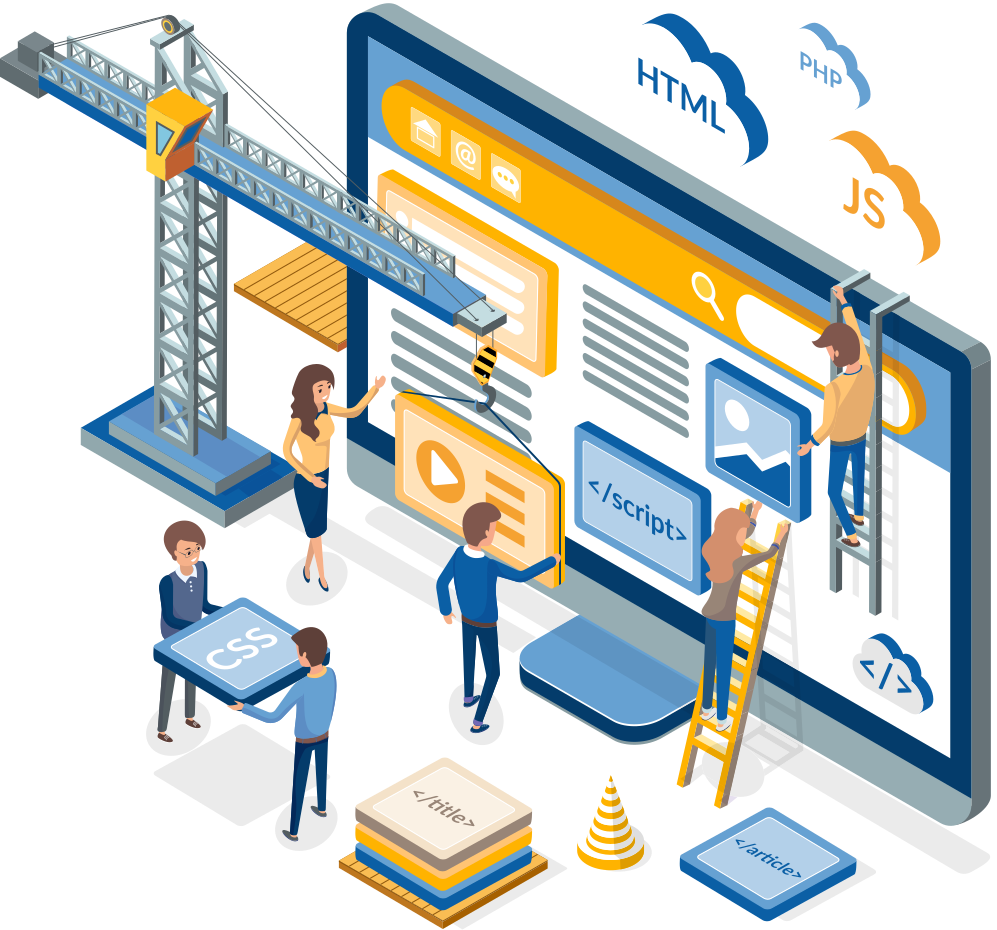 HTML
PHP
JS
@
</script>
</>
CSS
</title>
</article>